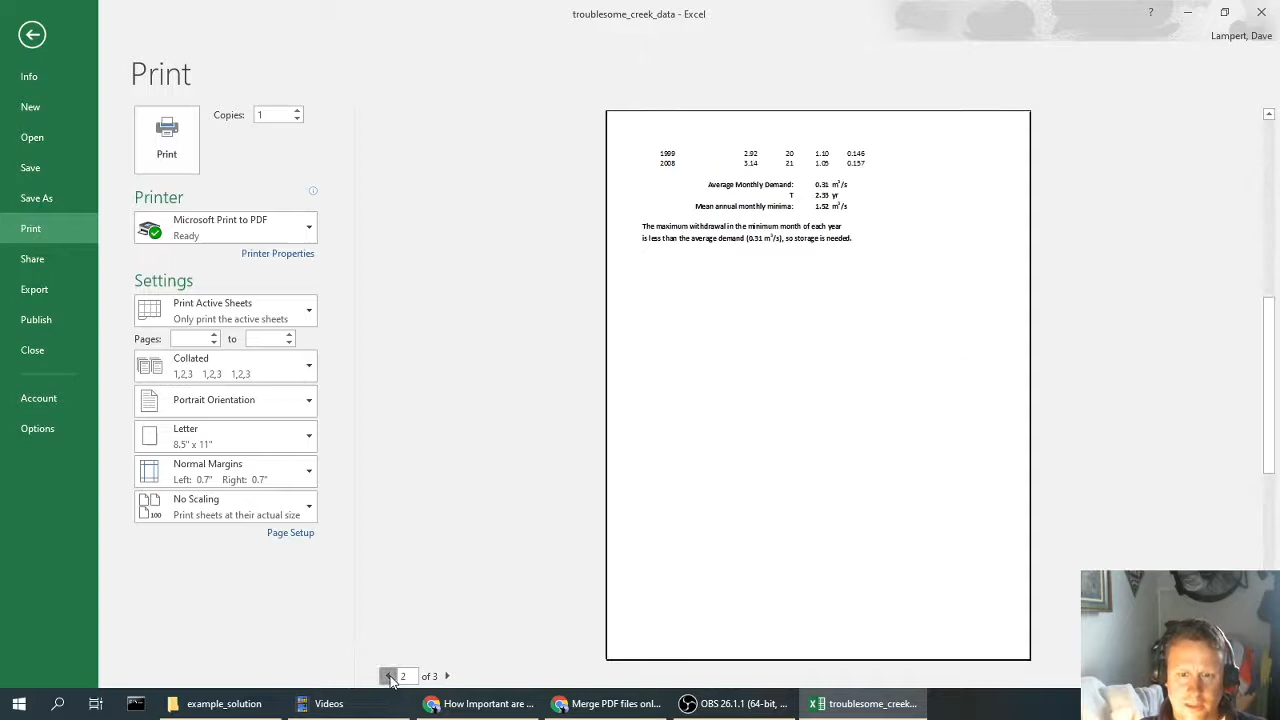 troublesome_creek_data - Excel
?
Lampert, Dave
Info
New
Open
Save
Save As
Print
Share
Export
Publish
Close
Account
Options
Print
Print
Copies: 1
Printer
Microsoft Print to PDF
Ready
Printer Properties
Settings
Print Active Sheets
Only print the active sheets
Pages: to
Collated
1,2,3 1,2,3 1,2,3
Portrait Orientation
Letter
8.5" x 11"
Normal Margins
Left: 0.7" Right: 0.7"
No Scaling
100
Print sheets at their actual size
Page Setup
1999 2.92 20 1.10 0.146
2008 3.14 21 1.05 0.157
Average Monthly Demand: 0.31 m³/s
T 2.33 yr
Mean annual monthly minima: 1.52 m³/s
The maximum withdrawal in the minimum month of each year
is less than the average demand (0.31 m³/s), so storage is needed.
2 of 3
example_solution
Videos
How Important are ...
Merge PDF files onl...
OBS 26.1.1 (64-bit, ...
troublesome_creek...